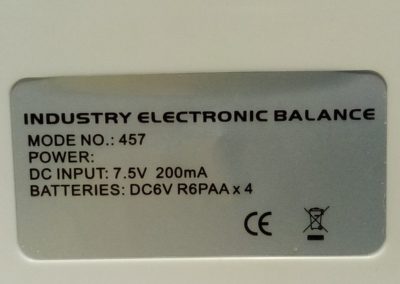 INDUSTRY ELECTRONIC BALANCE
MODE NO.: 457
POWER:
DC INPUT: 7.5V 200mA
BATTERIES: DC6V R6PAA x 4
CE